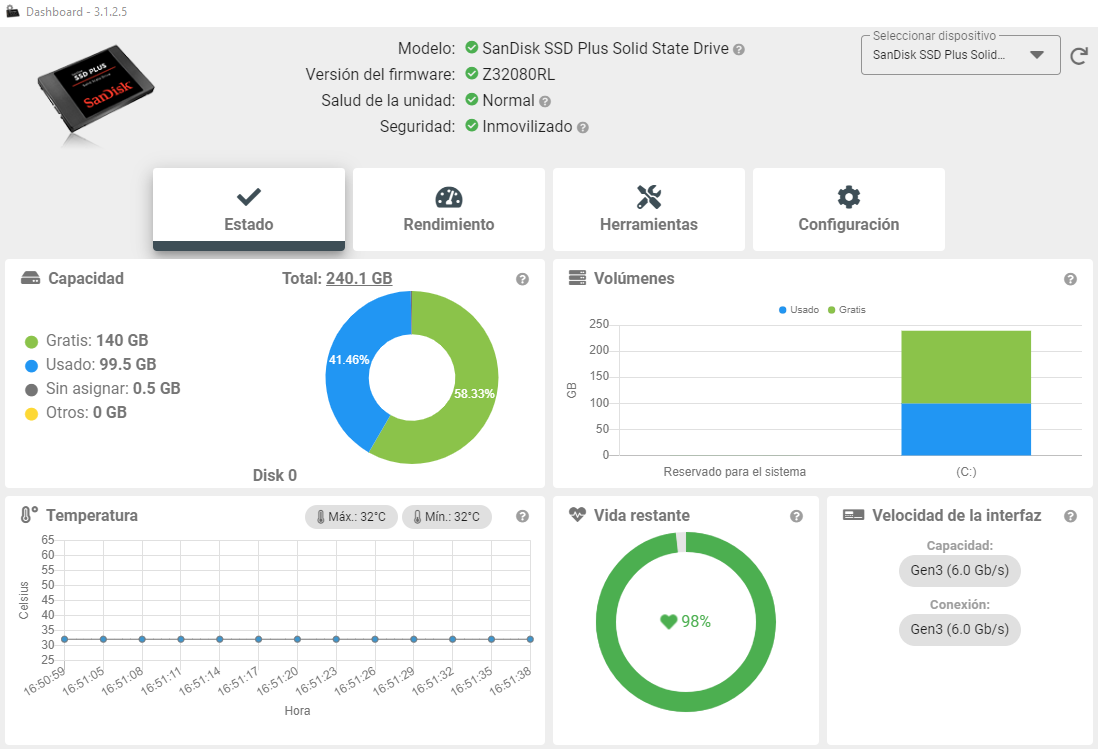 Dashboard - 3.1.2.5
SSD PLUS
SanDisk
Modelo: SanDisk SSD Plus Solid State Drive
Versión del firmware: Z32080RL
Salud de la unidad: Normal
Seguridad: Inmovilizado
Seleccionar dispositivo
SanDisk SSD Plus Solid...
Estado
Rendimiento
Herramientas
Configuración
Capacidad
Total: 240.1 GB
Gratis: 140 GB
Usado: 99.5 GB
Sin asignar: 0.5 GB
Otros: 0 GB
41.46%
58.33%
Disk 0
Volúmenes
Usado Gratis
250
200
150
100
50
0
GB
Reservado para el sistema
(C:)
Temperatura
Máx.: 32°C
Mín.: 32°C
65
60
55
50
45
40
35
30
25
Celsius
16:50:59
16:51:05
16:51:08
16:51:11
16:51:14
16:51:17
16:51:20
16:51:23
16:51:26
16:51:29
16:51:32
16:51:35
16:51:38
Hora
Vida restante
98%
Velocidad de la interfaz
Capacidad:
Gen3 (6.0 Gb/s)
Conexión:
Gen3 (6.0 Gb/s)